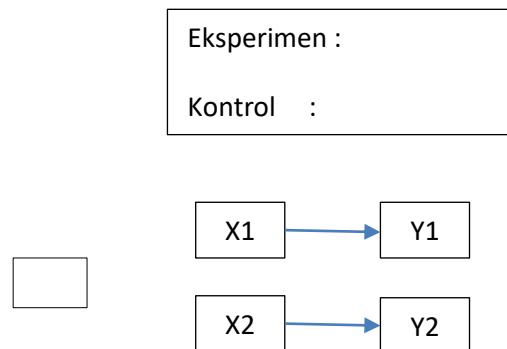 Eksperimen :
Kontrol :
X1 Y1
X2 Y2